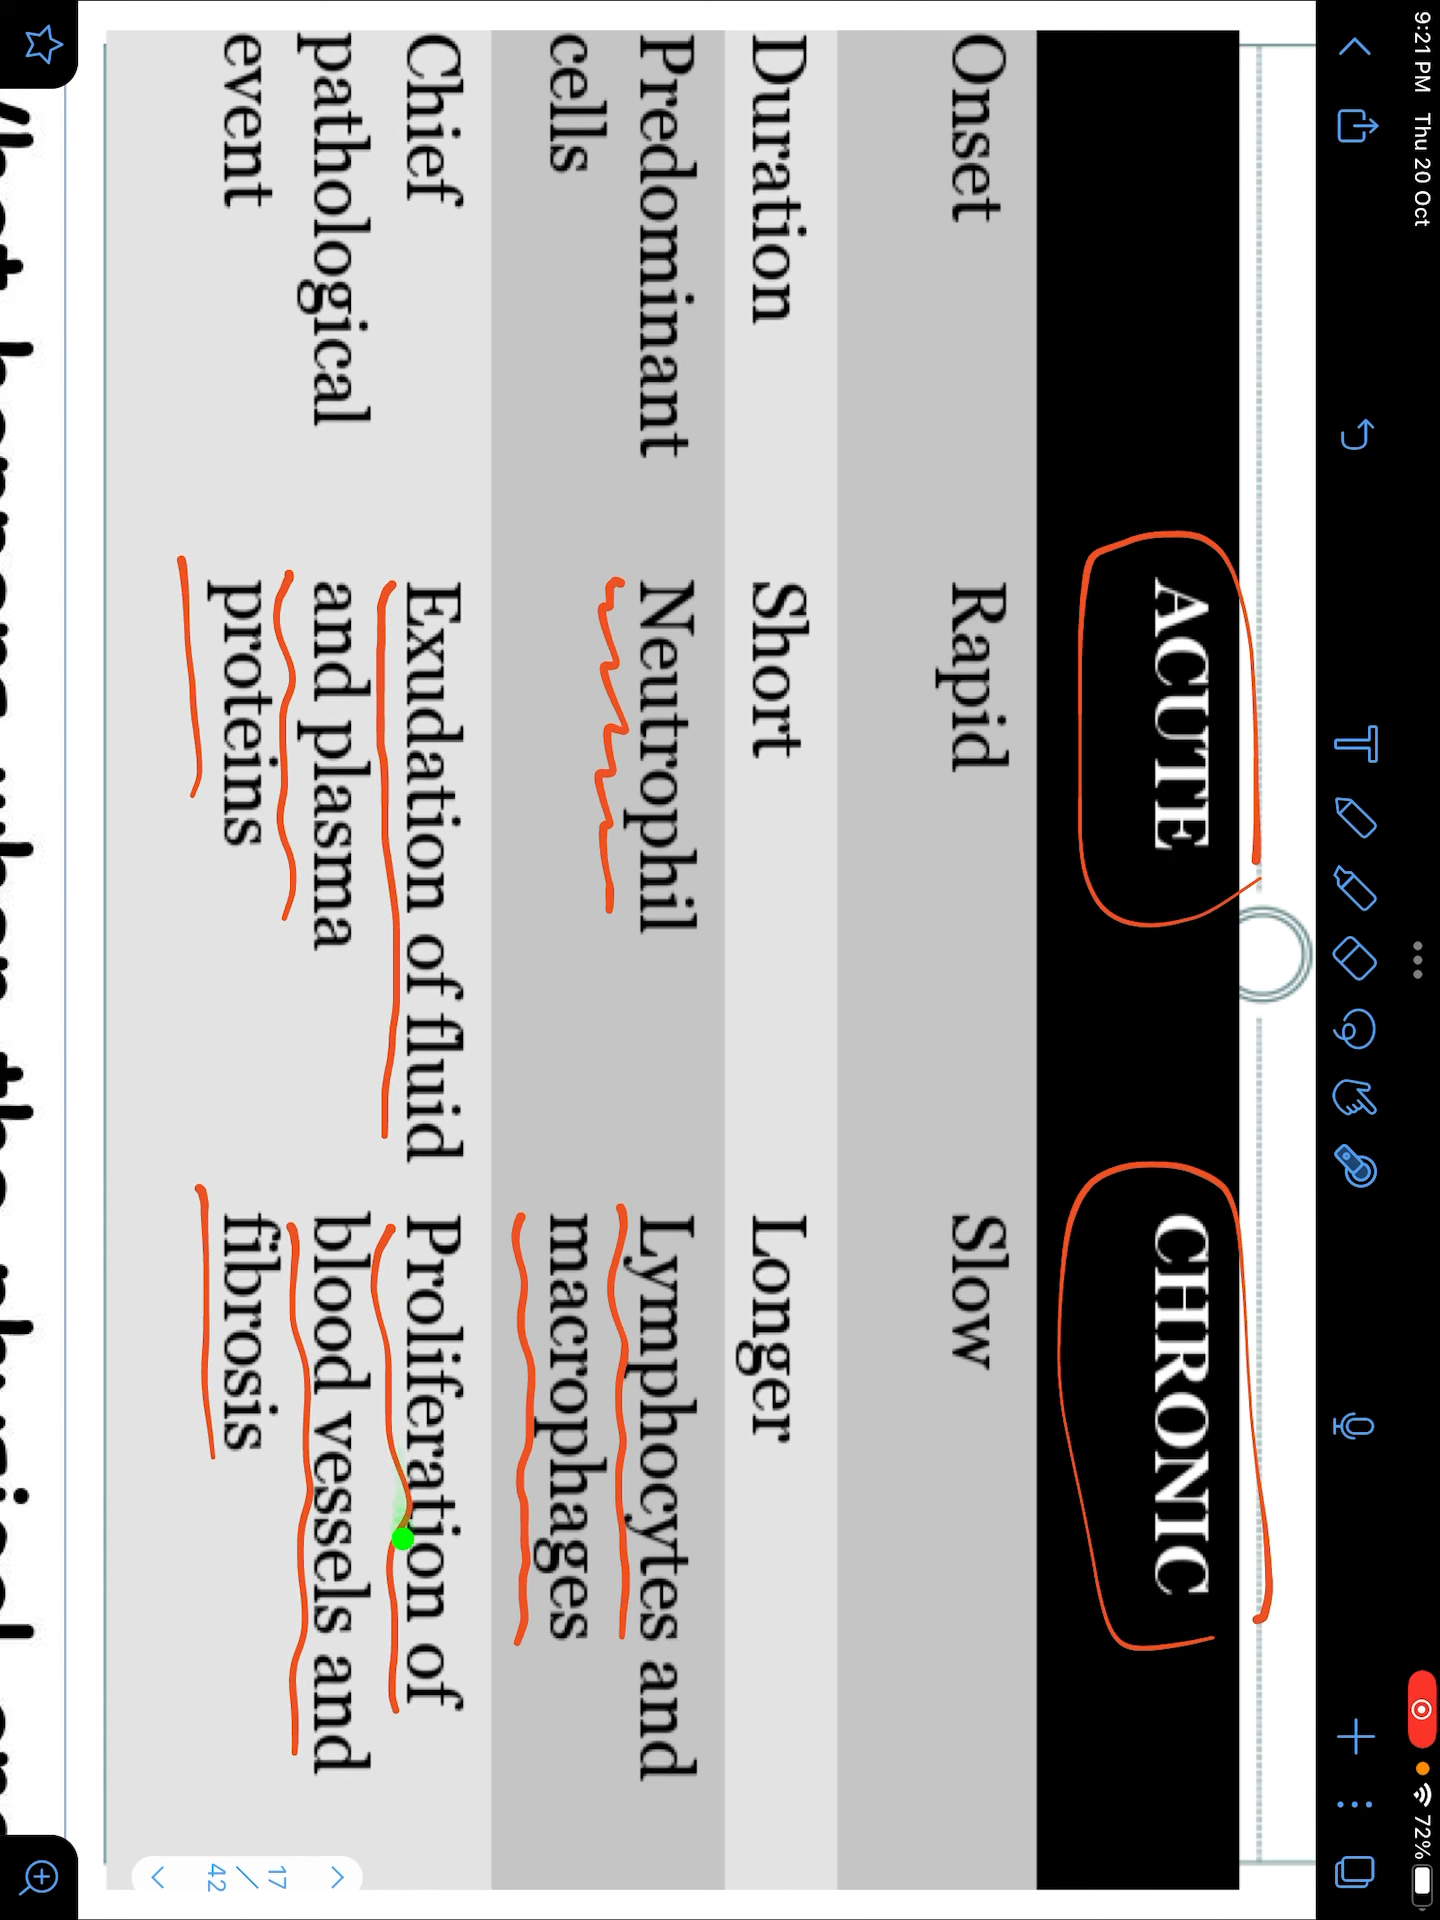 9:21 PM Thu 20 Oct
72%
ACUTE CHRONIC
Onset Rapid Slow
Duration Short Longer
Predominant Neutrophil Lymphocytes and
cells macrophages
Chief Exudation of fluid Proliferation of
pathological and plasma blood vessels and
event proteins fibrosis
17 / 42